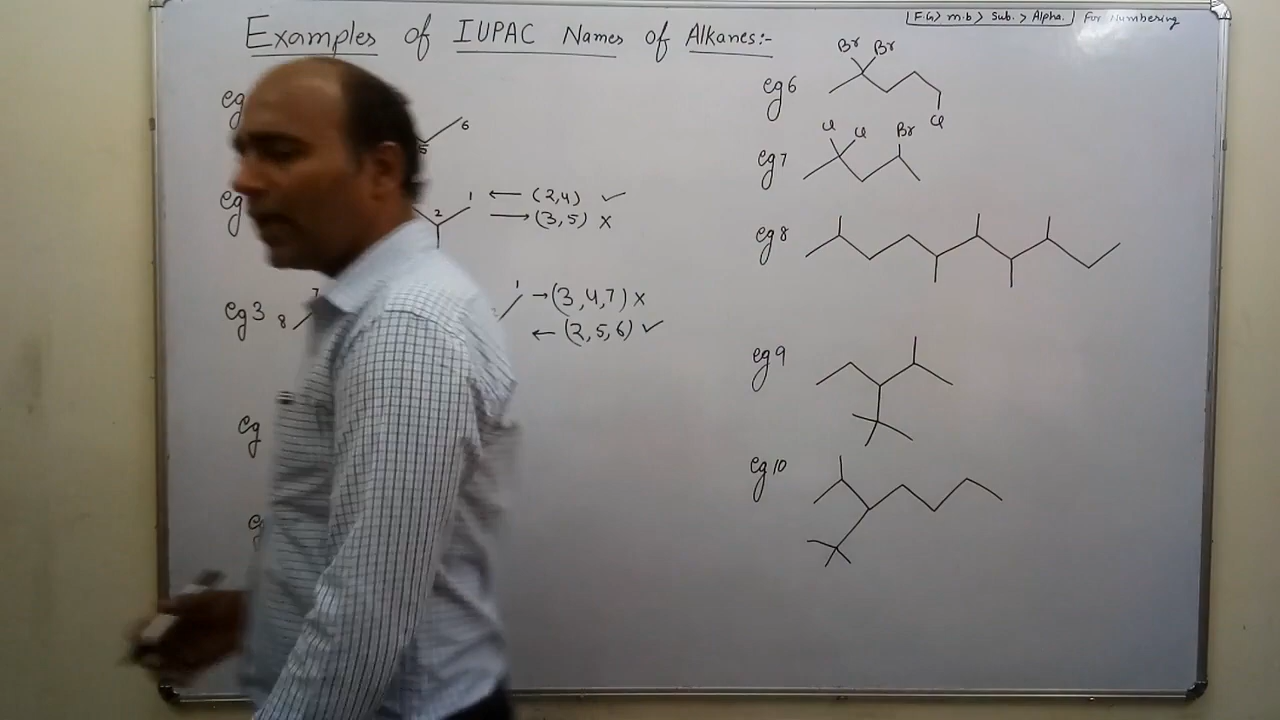 [F.G> m.b> Sub. > Alpha.] for Numbering
Examples of IUPAC Names of Alkanes:-
eg
6
5
eg
2 1 ← (2,4) ✓
→ (3,5) x
eg3 8 7
1 → (3,4,7) x
← (2,5,6) ✓
eg
eg6 Br Br Cl
eg7 Cl Cl Br
eg8
eg9
eg10